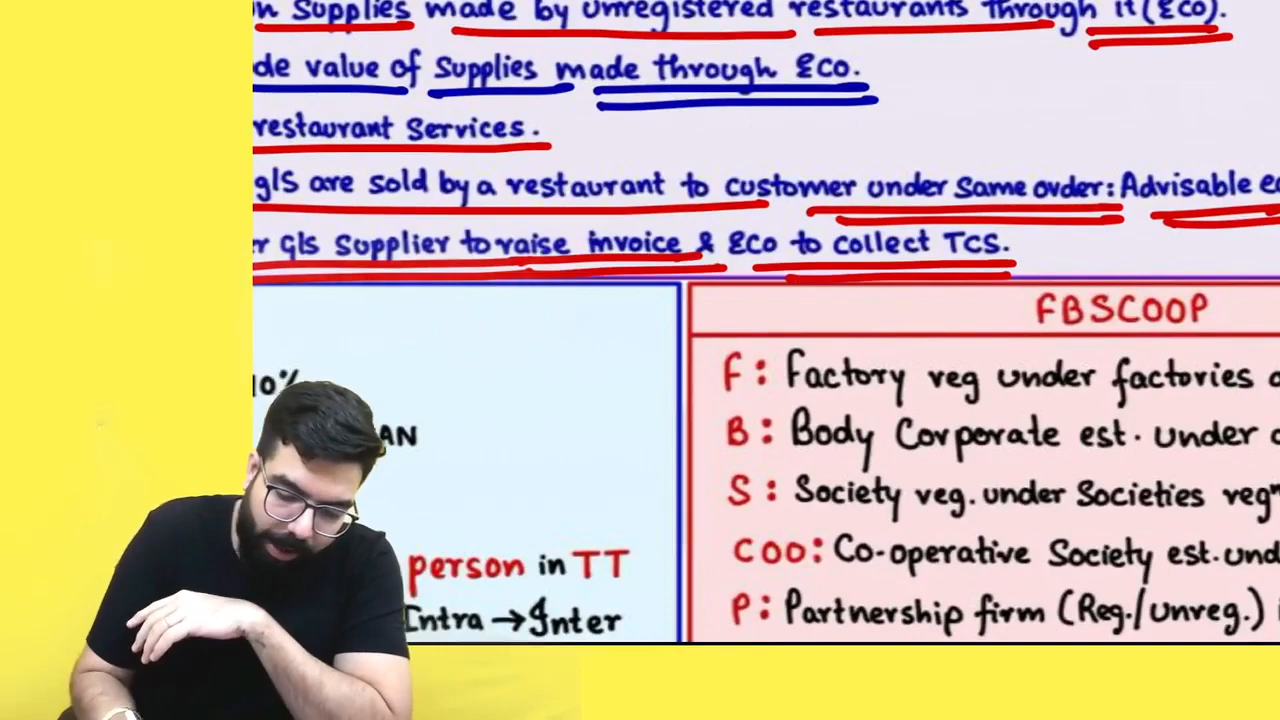 Supplies made by unregistered restaurants through it (ECO).
de value of Supplies made through ECO.
restaurant Services.
gls are sold by a restaurant to customer under Same order: Advisable
r Gls Supplier to raise invoice & ECO to collect TCS.
10%
AN
person in TT
Intra → Inter
FBSCOOP
F: Factory reg under factories
B: Body Corporate est. under
S: Society reg. under Societies regn
COO: Co-operative Society est. und
P: Partnership firm (Reg./Unreg.)